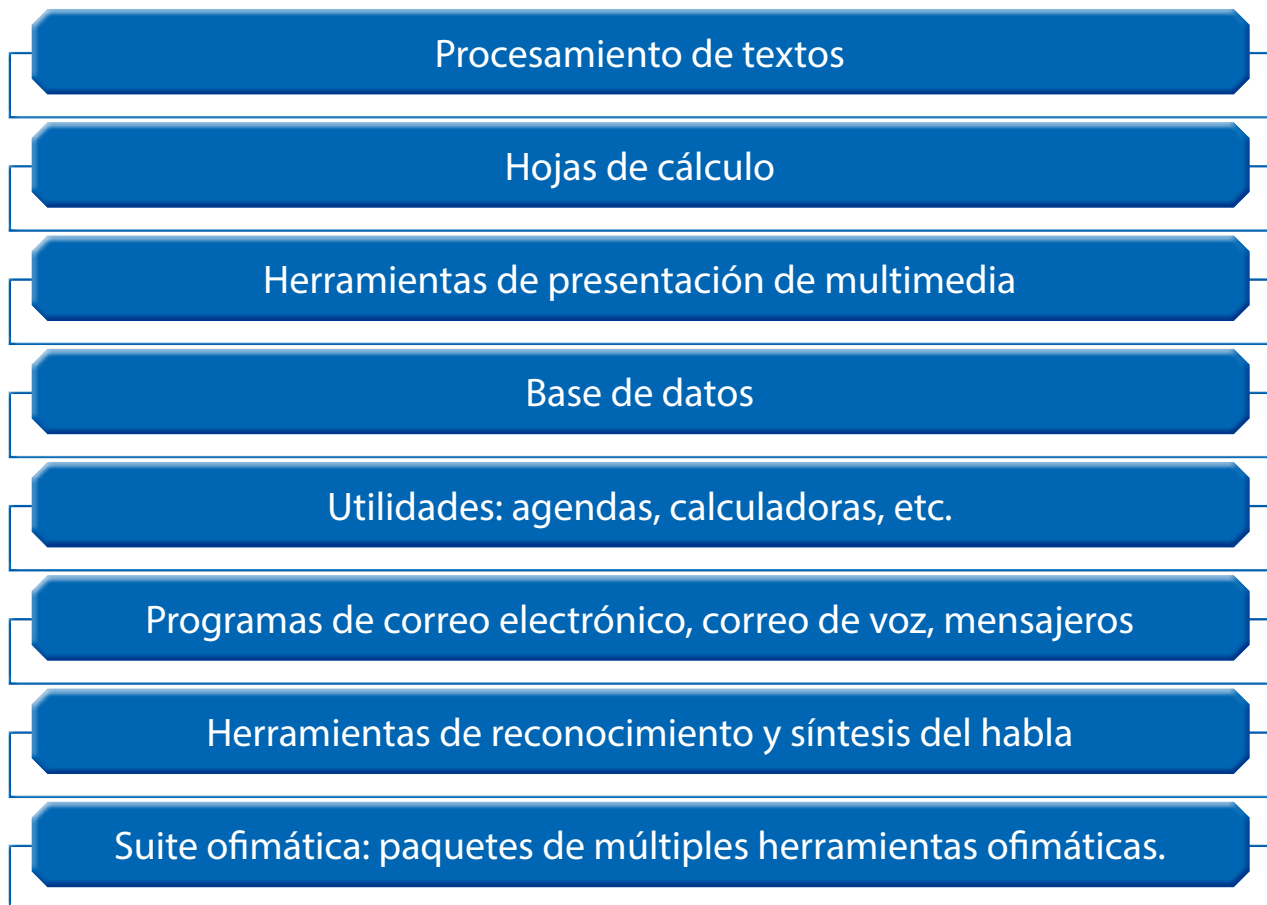 Procesamiento de textos
Hojas de cálculo
Herramientas de presentación de multimedia
Base de datos
Utilidades: agendas, calculadoras, etc.
Programas de correo electrónico, correo de voz, mensajeros
Herramientas de reconocimiento y síntesis del habla
Suite ofimática: paquetes de múltiples herramientas ofimáticas.